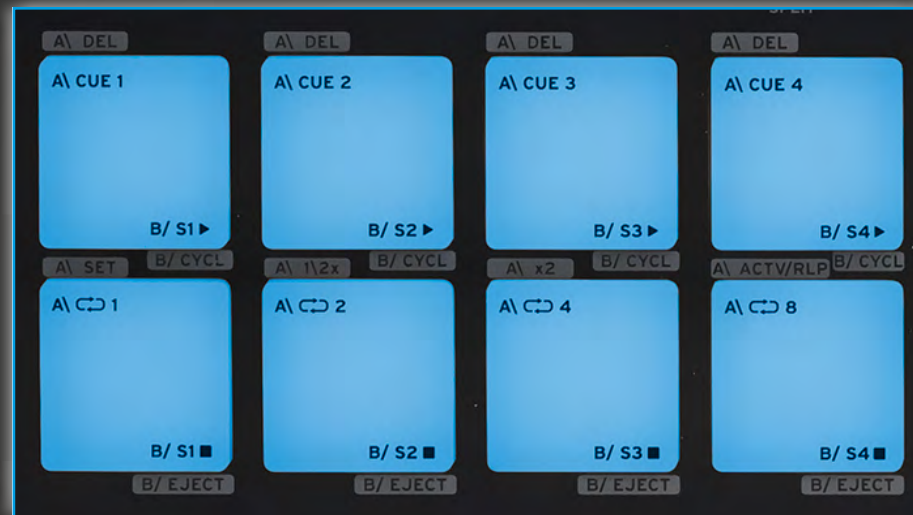 A\ DEL A\ DEL A\ DEL A\ DEL
A\ CUE 1 A\ CUE 2 A\ CUE 3 A\ CUE 4
B/ S1 ▶ B/ S2 ▶ B/ S3 ▶ B/ S4 ▶
B/ CYCL B/ CYCL B/ CYCL B/ CYCL
A\ SET A\ 1\2x A\ x2 A\ ACTV/RLP
A\ 1 A\ 2 A\ 4 A\ 8
B/ S1 ■ B/ S2 ■ B/ S3 ■ B/ S4 ■
B/ EJECT B/ EJECT B/ EJECT B/ EJECT